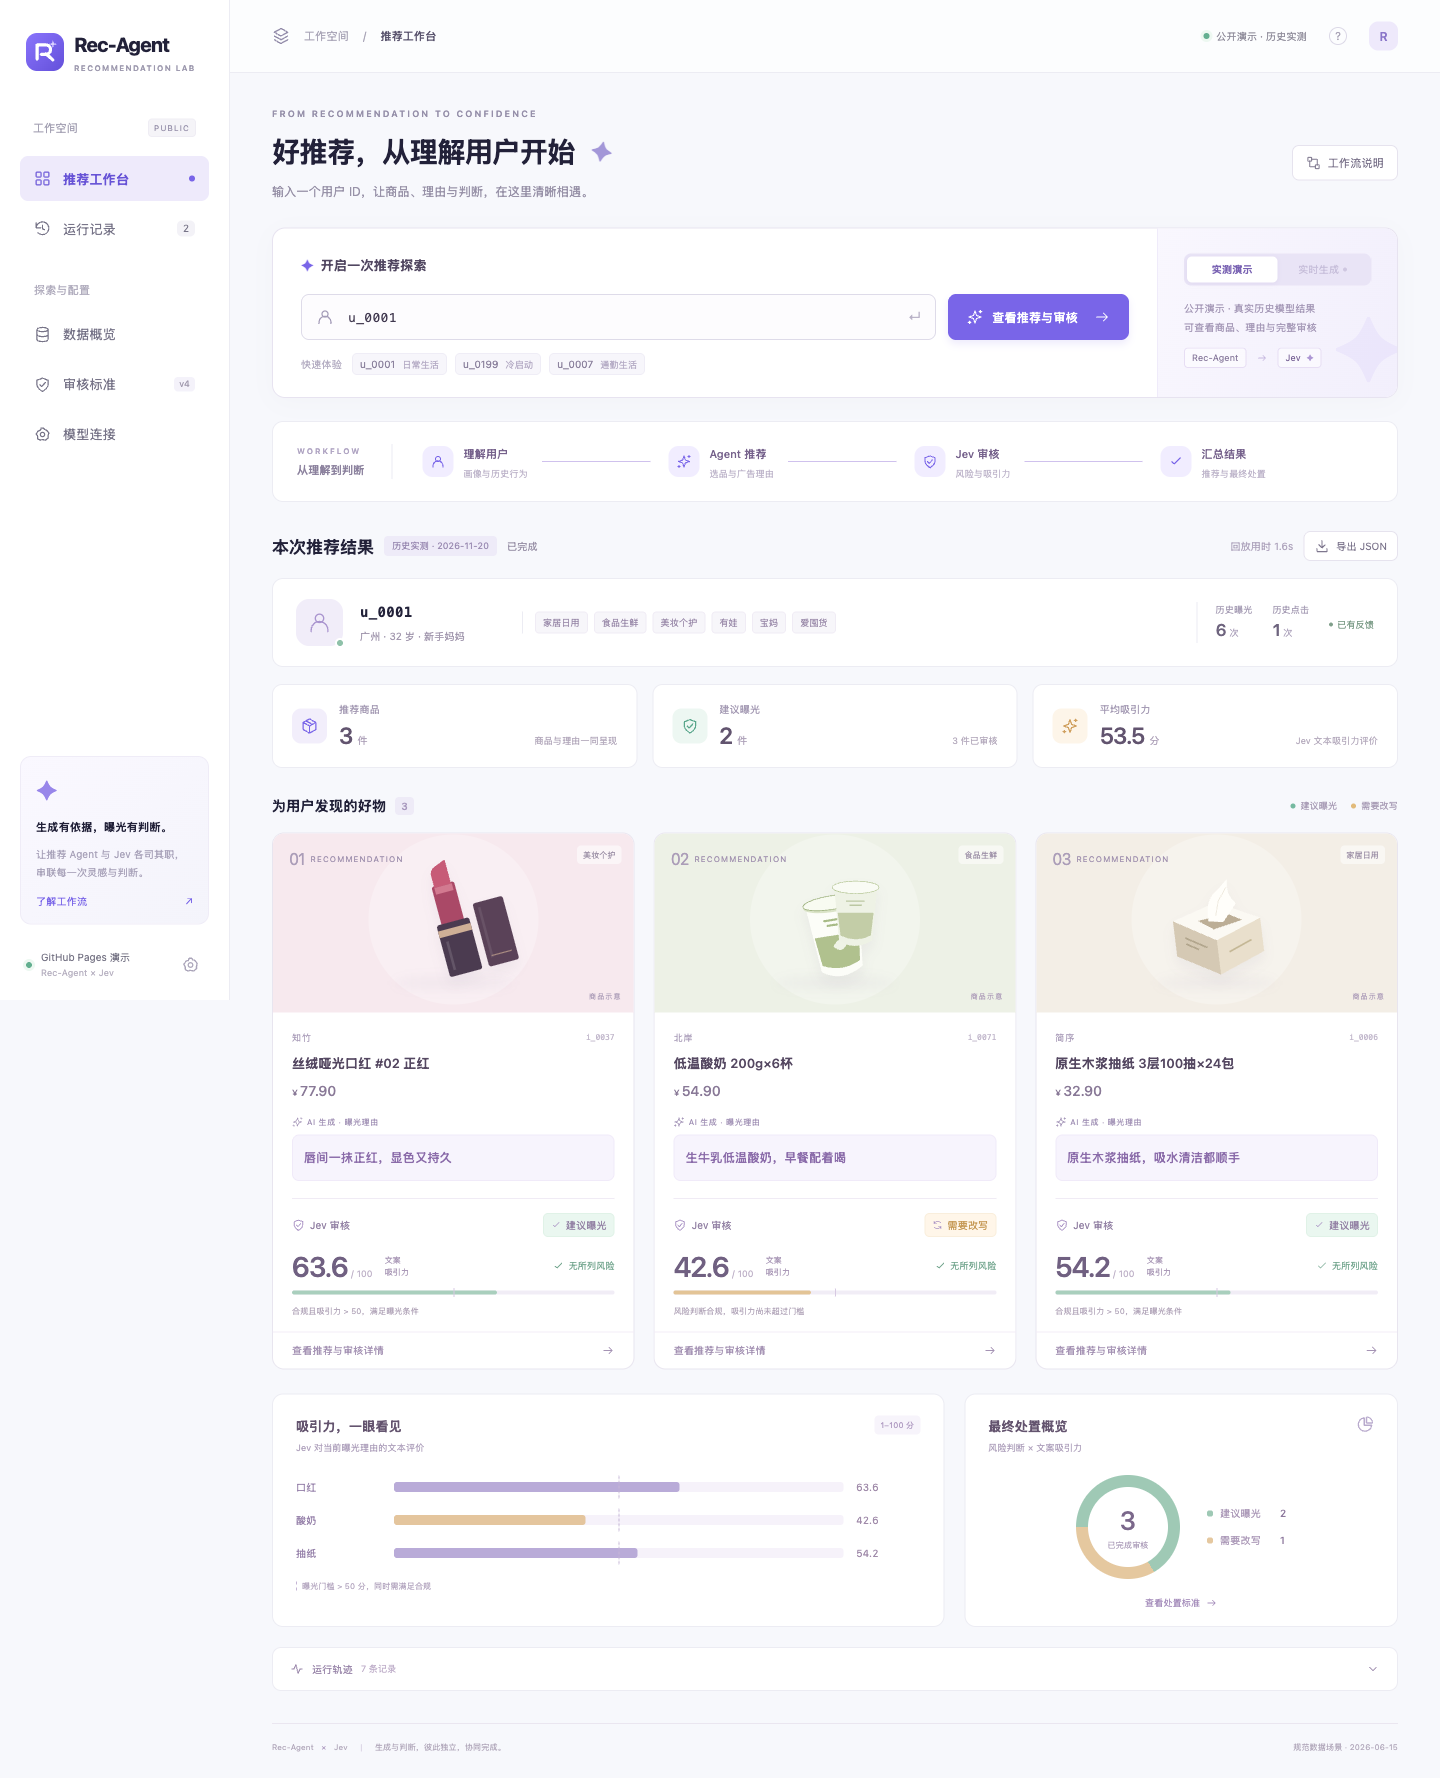 Rec-Agent
RECOMMENDATION LAB
工作空间
PUBLIC
推荐工作台
运行记录
2
探索与配置
数据概览
审核标准
v4
模型连接
生成有依据，曝光有判断。
让推荐 Agent 与 Jev 各司其职，
串联每一次灵感与判断。
了解工作流
GitHub Pages 演示
Rec-Agent × Jev
工作空间 / 推荐工作台
公开演示 · 历史实测
?
R
FROM RECOMMENDATION TO CONFIDENCE
好推荐，从理解用户开始
输入一个用户 ID，让商品、理由与判断，在这里清晰相遇。
工作流说明
开启一次推荐探索
u_0001
查看推荐与审核
快速体验
u_0001 日常生活
u_0199 冷启动
u_0007 通勤生活
实测演示
实时生成
公开演示 · 真实历史模型结果
可查看商品、理由与完整审核
Rec-Agent
Jev
WORKFLOW
从理解到判断
理解用户
画像与历史行为
Agent 推荐
选品与广告理由
Jev 审核
风险与吸引力
汇总结果
推荐与最终处置
本次推荐结果
历史实测 · 2026-11-20
已完成
回放用时 1.6s
导出 JSON
u_0001
广州 · 32 岁 · 新手妈妈
家居日用
食品生鲜
美妆个护
有娃
宝妈
爱囤货
历史曝光
6 次
历史点击
1 次
已有反馈
推荐商品
3 件
商品与理由一同呈现
建议曝光
2 件
3 件已审核
平均吸引力
53.5 分
Jev 文本吸引力评价
为用户发现的好物
3
建议曝光
需要改写
01 RECOMMENDATION
美妆个护
商品示意
知竹
i_0037
丝绒哑光口红 #02 正红
¥77.90
AI 生成 · 曝光理由
唇间一抹正红，显色又持久
Jev 审核
建议曝光
63.6 / 100
文案
吸引力
无所列风险
合规且吸引力 > 50，满足曝光条件
查看推荐与审核详情
02 RECOMMENDATION
食品生鲜
商品示意
北岸
i_0071
低温酸奶 200g×6杯
¥54.90
AI 生成 · 曝光理由
生牛乳低温酸奶，早餐配着喝
Jev 审核
需要改写
42.6 / 100
文案
吸引力
无所列风险
风险判断合规，吸引力尚未超过门槛
查看推荐与审核详情
03 RECOMMENDATION
家居日用
商品示意
简序
i_0006
原生木浆抽纸 3层100抽×24包
¥32.90
AI 生成 · 曝光理由
原生木浆抽纸，吸水清洁都顺手
Jev 审核
建议曝光
54.2 / 100
文案
吸引力
无所列风险
合规且吸引力 > 50，满足曝光条件
查看推荐与审核详情
吸引力，一眼看见
1–100 分
Jev 对当前曝光理由的文本评价
口红
63.6
酸奶
42.6
抽纸
54.2
曝光门槛 > 50 分，同时需满足合规
最终处置概览
风险判断 × 文案吸引力
3
已完成审核
建议曝光 2
需要改写 1
查看处置标准
运行轨迹
7 条记录
Rec-Agent × Jev | 生成与判断，彼此独立，协同完成。
规范数据场景 · 2026-06-15